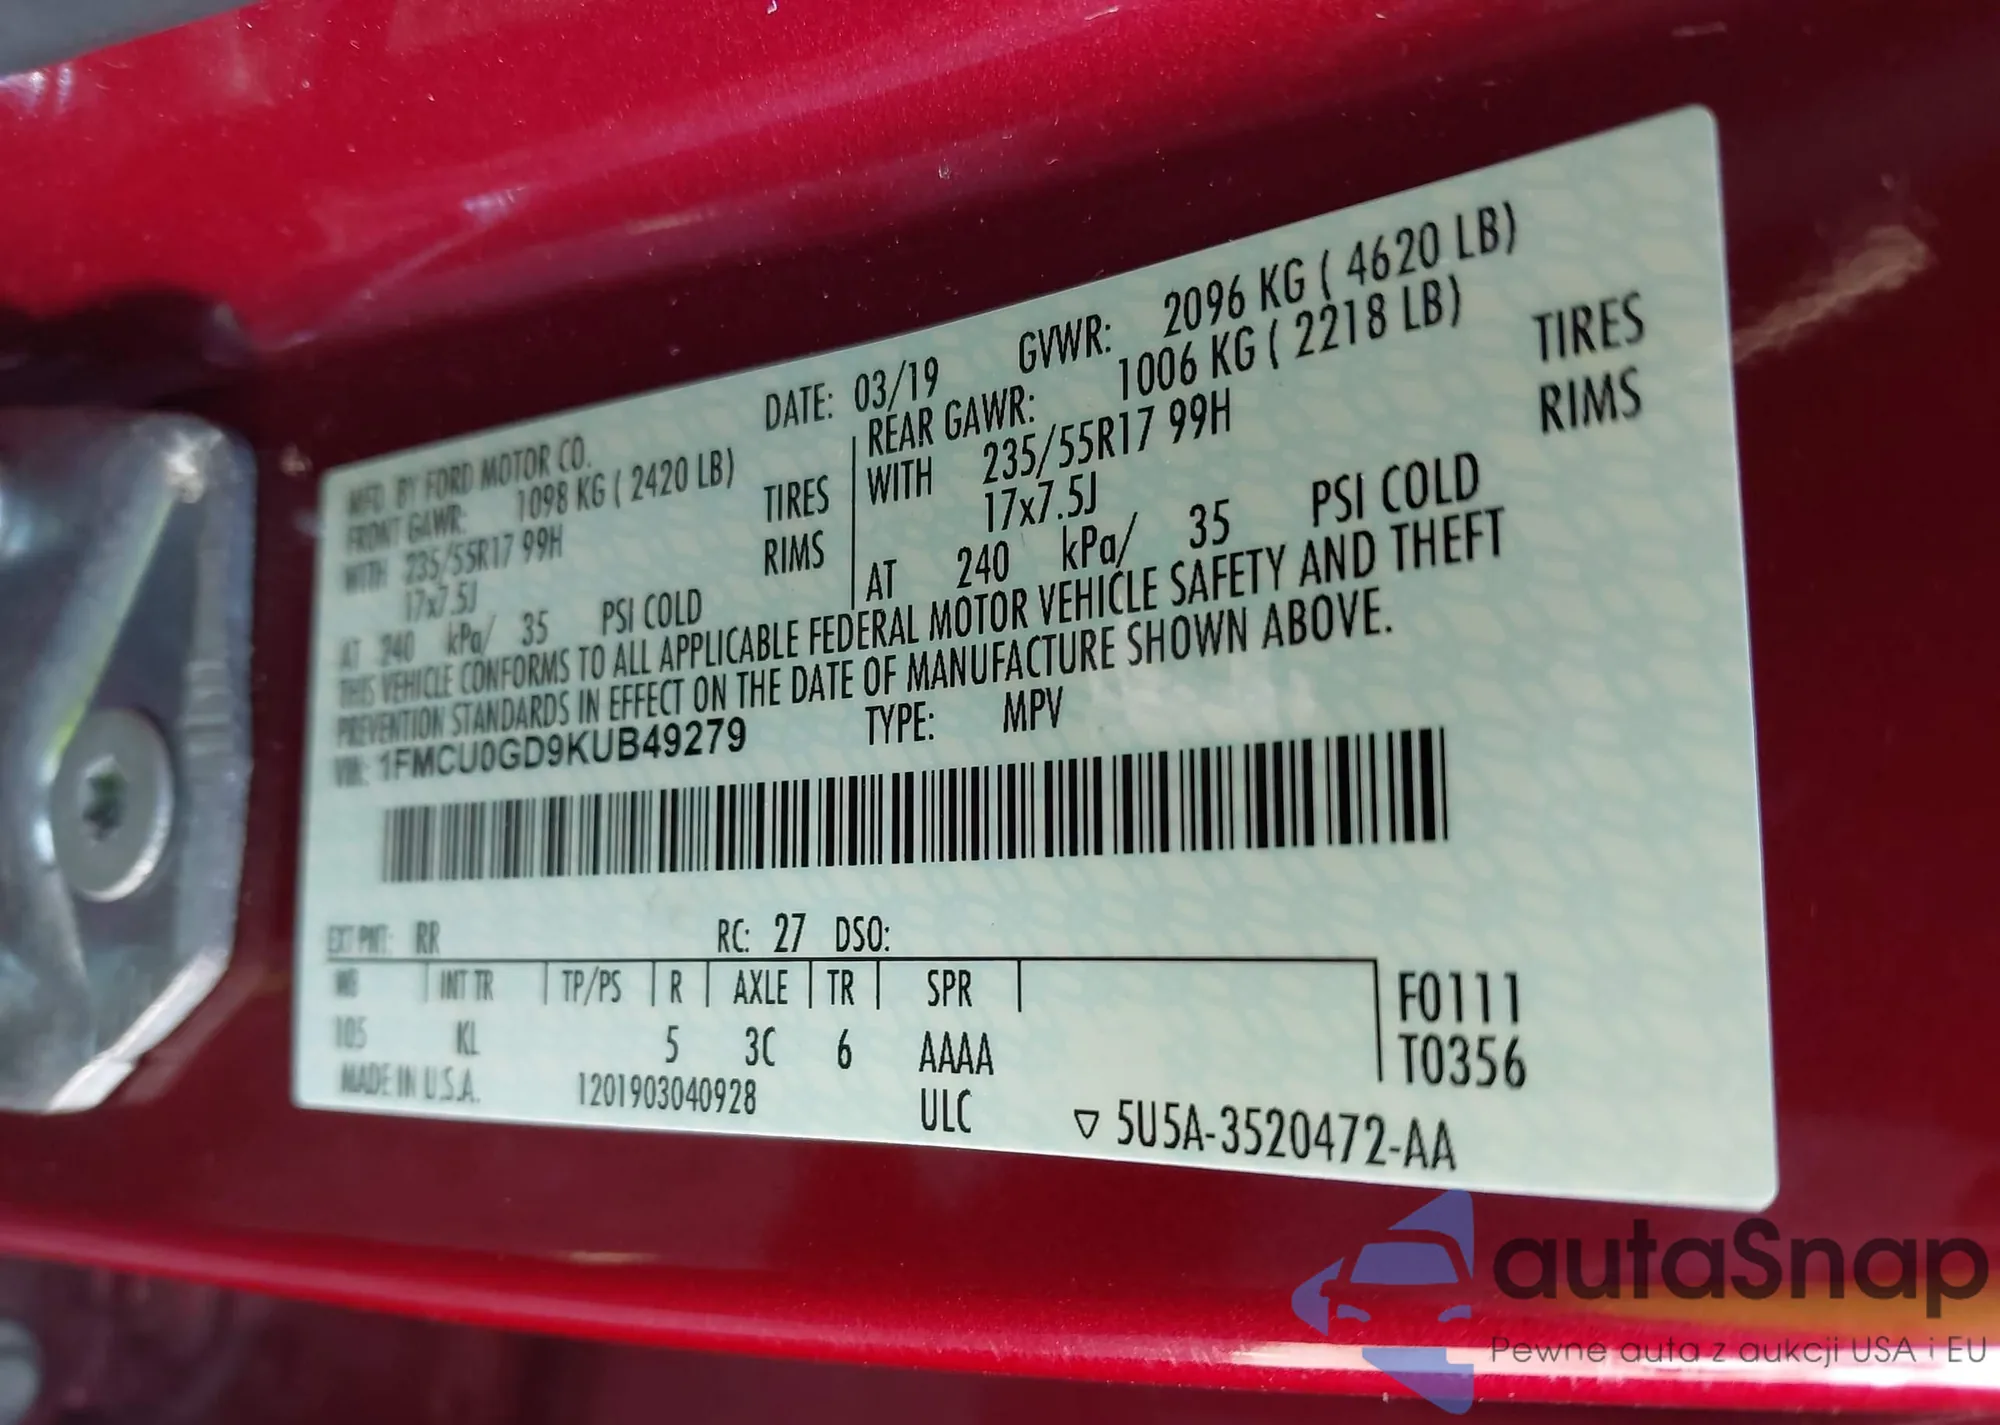 MFD. BY FORD MOTOR CO. DATE: 03/19 GVWR: 2096 KG ( 4620 LB)
FRONT GAWR: 1098 KG ( 2420 LB) REAR GAWR: 1006 KG ( 2218 LB)
WITH 235/55R17 99H TIRES WITH 235/55R17 99H TIRES
17x7.5J RIMS 17x7.5J RIMS
AT 240 kPa/ 35 PSI COLD AT 240 kPa/ 35 PSI COLD
THIS VEHICLE CONFORMS TO ALL APPLICABLE FEDERAL MOTOR VEHICLE SAFETY AND THEFT
PREVENTION STANDARDS IN EFFECT ON THE DATE OF MANUFACTURE SHOWN ABOVE.
VIN: 1FMCU0GD9KUB49279 TYPE: MPV
EXT PNT: RR RC: 27 DSO:
WB INT TR TP/PS R AXLE TR SPR F0111
105 KL 5 3C 6 AAAA T0356
MADE IN U.S.A. 1201903040928 ULC ▽ 5U5A-3520472-AA
autaSnap
Pewne auta z aukcji USA i EU